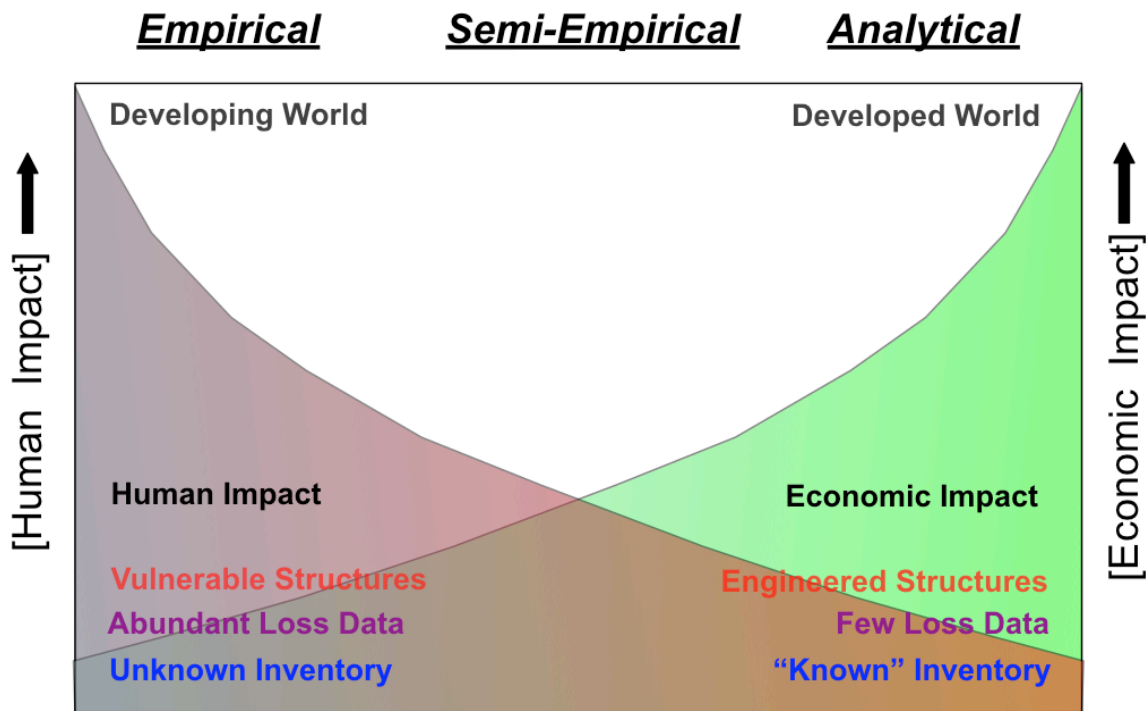 Empirical Semi-Empirical Analytical
Developing World Developed World
[Human Impact]
[Economic Impact]
Human Impact Economic Impact
Vulnerable Structures Engineered Structures
Abundant Loss Data Few Loss Data
Unknown Inventory “Known” Inventory